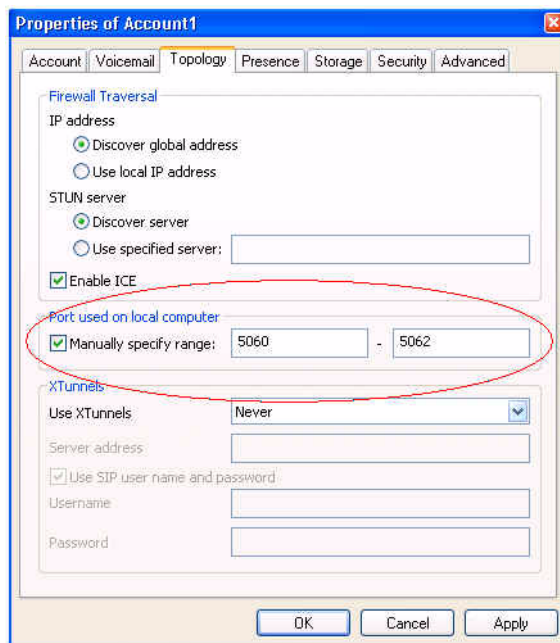 Properties of Account1
Account Voicemail Topology Presence Storage Security Advanced
Firewall Traversal
IP address
Discover global address
Use local IP address
STUN server
Discover server
Use specified server:
Enable ICE
Port used on local computer
Manually specify range: 5060 - 5062
XTunnels
Use XTunnels Never
Server address
Use SIP user name and password
Username
Password
OK Cancel Apply